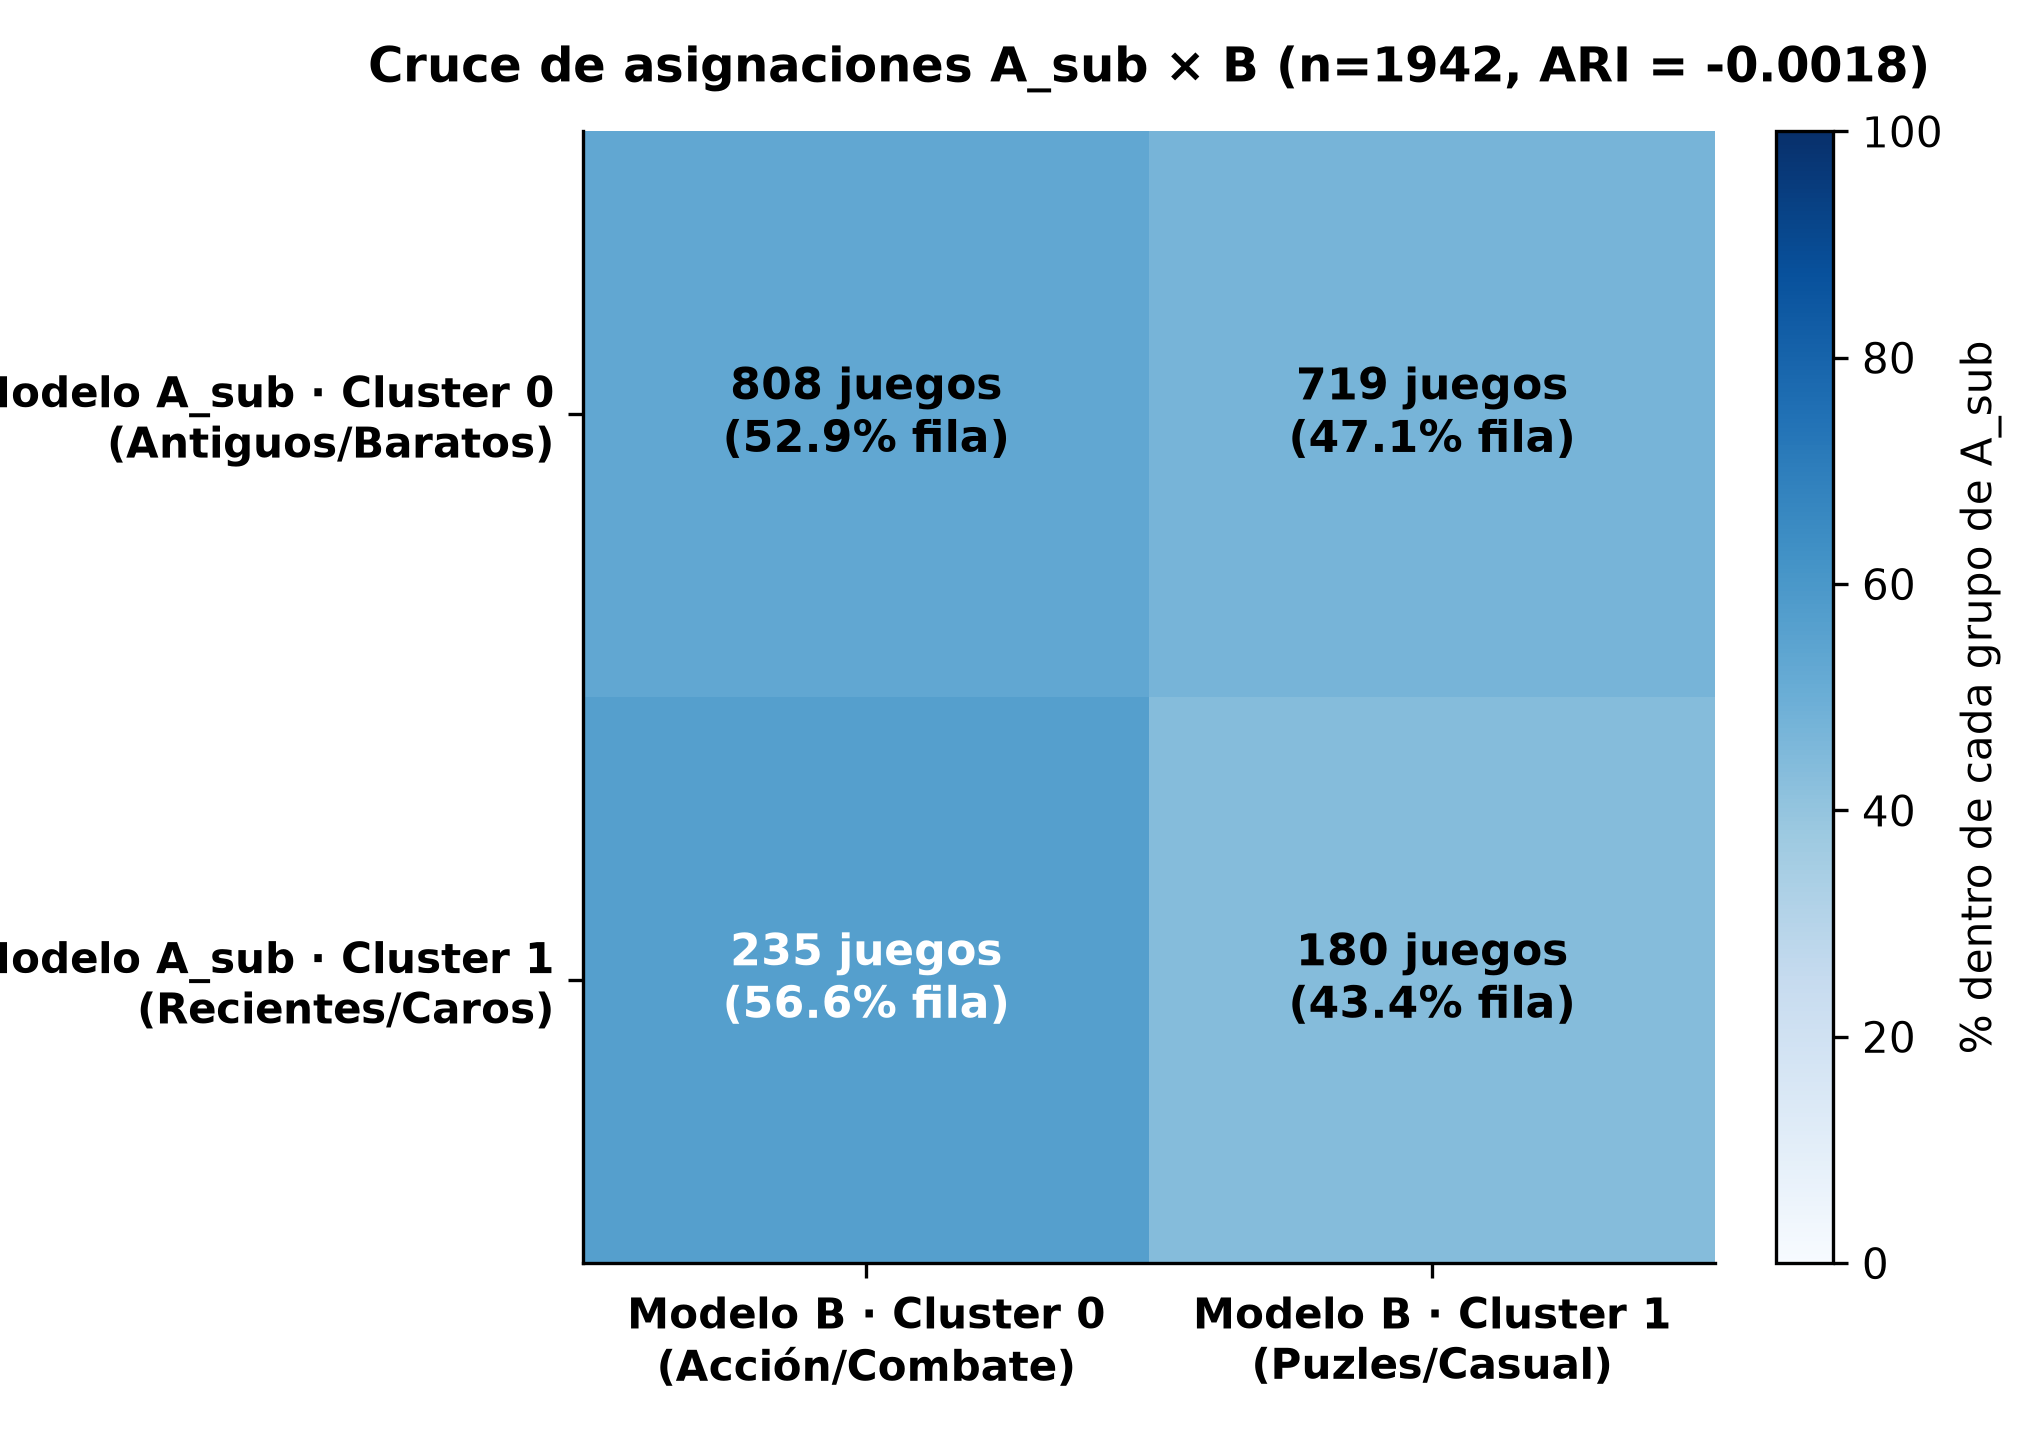 Cruce de asignaciones A_sub × B (n=1942, ARI = -0.0018)
odelo A_sub · Cluster 0
(Antiguos/Baratos)
808 juegos
(52.9% fila)
719 juegos
(47.1% fila)
odelo A_sub · Cluster 1
(Recientes/Caros)
235 juegos
(56.6% fila)
180 juegos
(43.4% fila)
Modelo B · Cluster 0
(Acción/Combate)
Modelo B · Cluster 1
(Puzles/Casual)
100
80
60
40
20
0
% dentro de cada grupo de A_sub